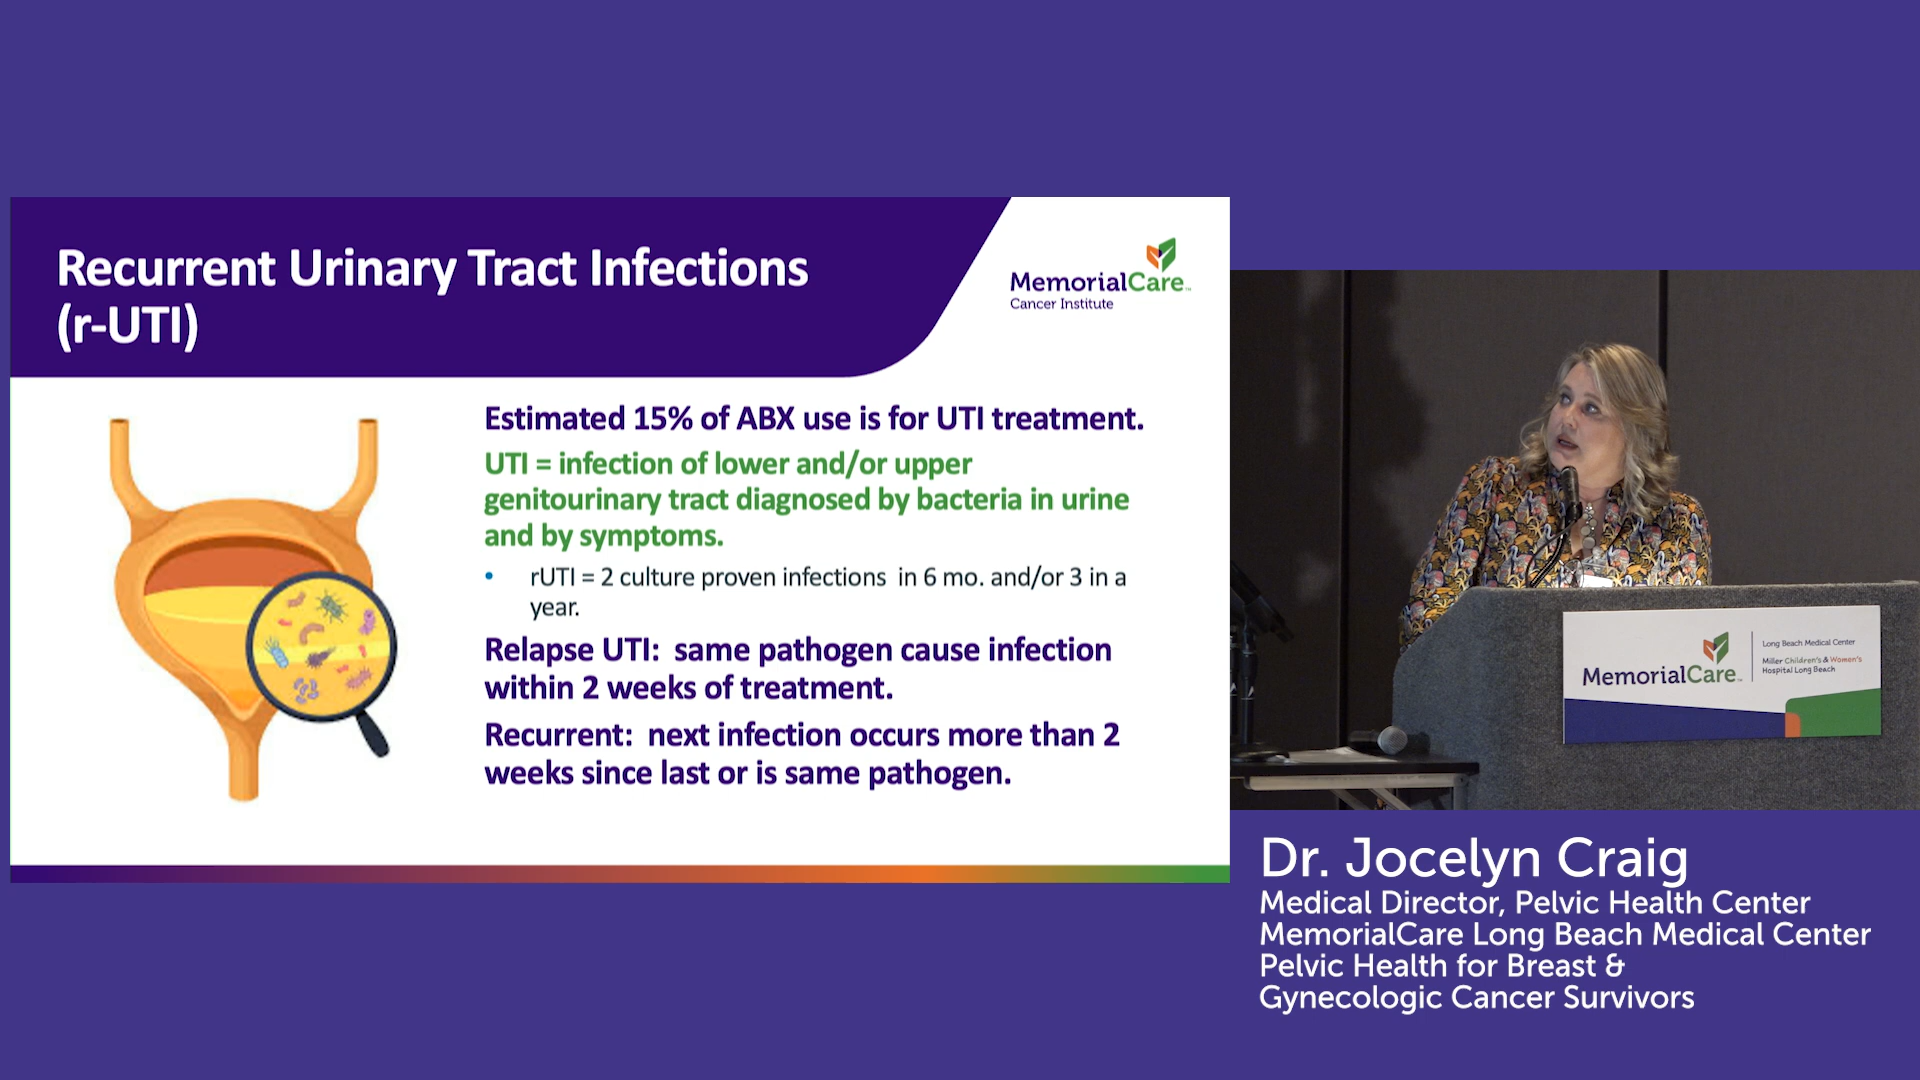 Recurrent Urinary Tract Infections
(r-UTI)
MemorialCare™
Cancer Institute
Estimated 15% of ABX use is for UTI treatment.
UTI = infection of lower and/or upper
genitourinary tract diagnosed by bacteria in urine
and by symptoms.
• rUTI = 2 culture proven infections in 6 mo. and/or 3 in a
year.
Relapse UTI: same pathogen cause infection
within 2 weeks of treatment.
Recurrent: next infection occurs more than 2
weeks since last or is same pathogen.
MemorialCare™
Long Beach Medical Center
Miller Children's & Women's
Hospital Long Beach
Dr. Jocelyn Craig
Medical Director, Pelvic Health Center
MemorialCare Long Beach Medical Center
Pelvic Health for Breast &
Gynecologic Cancer Survivors